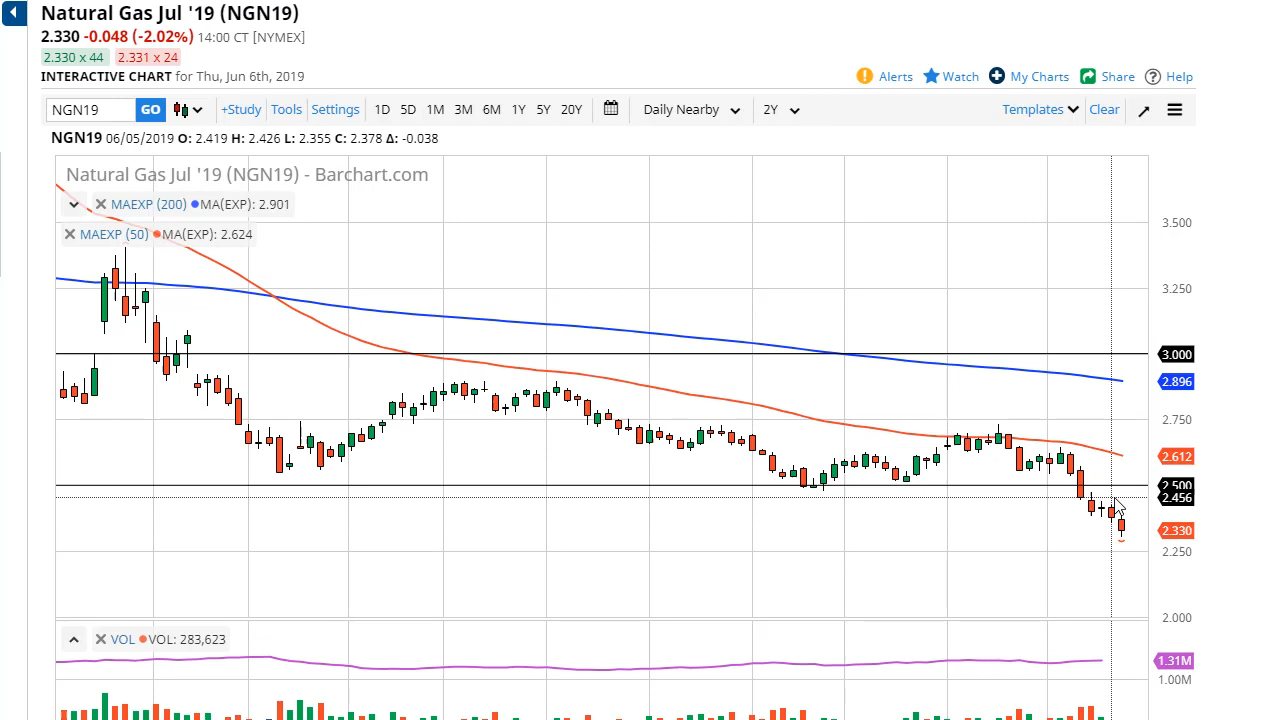 Natural Gas Jul '19 (NGN19)
2.330 -0.048 (-2.02%) 14:00 CT [NYMEX]
2.330 x 44 2.331 x 24
INTERACTIVE CHART for Thu, Jun 6th, 2019
Alerts Watch My Charts Share Help
NGN19 GO +Study Tools Settings 1D 5D 1M 3M 6M 1Y 5Y 20Y Daily Nearby 2Y Templates Clear
NGN19 06/05/2019 O: 2.419 H: 2.426 L: 2.355 C: 2.378 Δ: -0.038
Natural Gas Jul '19 (NGN19) - Barchart.com
MAEXP (200) MA(EXP): 2.901
MAEXP (50) MA(EXP): 2.624
3.500
3.250
3.000
2.896
2.750
2.612
2.500
2.456
2.330
2.250
2.000
VOL VOL: 283,623
1.31M
1.00M